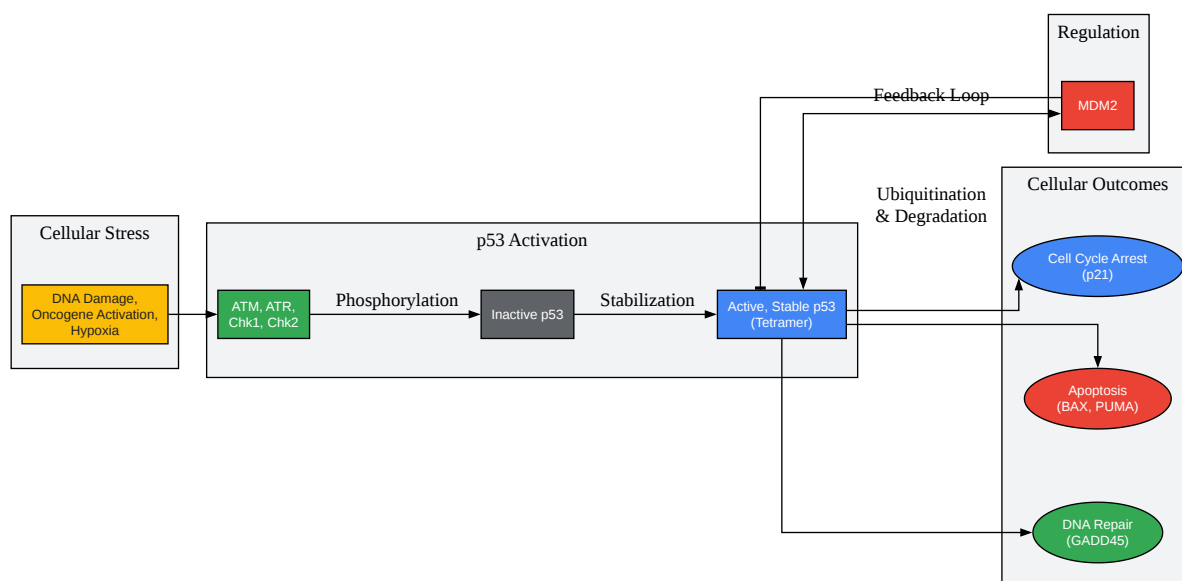 Regulation
MDM2
Feedback Loop
Ubiquitination
& Degradation
Cellular Outcomes
Cellular Stress
p53 Activation
DNA Damage,
Oncogene Activation,
Hypoxia
ATM, ATR,
Chk1, Chk2
Phosphorylation
Inactive p53
Stabilization
Active, Stable p53
(Tetramer)
Cell Cycle Arrest
(p21)
Apoptosis
(BAX, PUMA)
DNA Repair
(GADD45)